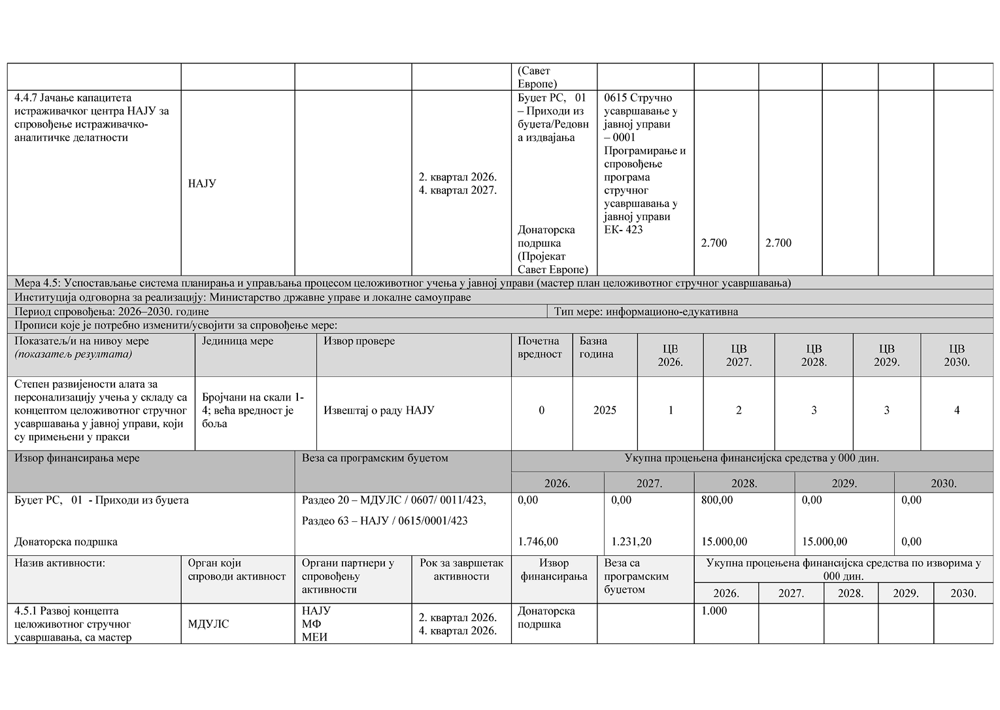 (Савет
Европе)
4.4.7 Јачање капацитета
истраживачког центра НАЈУ за
спровођење истраживачко-
аналитичке делатности
НАЈУ
2. квартал 2026.
4. квартал 2027.
Буџет РС, 01
– Приходи из
буџета/Редовн
а издвајања
Донаторска
подршка
(Пројекат
Савет Европе)
0615 Стручно
усавршавање у
јавној управи
– 0001
Програмирање и
спровођење
програма
стручног
усавршавања у
јавној управи
ЕК- 423
2.700
2.700
Мера 4.5: Успостављање система планирања и управљања процесом целоживотног учења у јавној управи (мастер план целоживотног стручног усавршавања)
Институција одговорна за реализацију: Министарство државне управе и локалне самоуправе
Период спровођења: 2026–2030. године
Тип мере: информационо-едукативна
Прописи које је потребно изменити/усвојити за спровођење мере:
Показатељ/и на нивоу мере
(показатељ резултата)
Јединица мере
Извор провере
Почетна
вредност
Базна
година
ЦВ
2026.
ЦВ
2027.
ЦВ
2028.
ЦВ
2029.
ЦВ
2030.
Степен развијености алата за
персонализацију учења у складу са
концептом целоживотног стручног
усавршавања у јавној управи, који
су примењени у пракси
Бројчани на скали 1-
4; већа вредност је
боља
Извештај о раду НАЈУ
0
2025
1
2
3
3
4
Извор финансирања мере
Веза са програмским буџетом
Укупна процењена финансијска средства у 000 дин.
2026.
2027.
2028.
2029.
2030.
Буџет РС, 01 - Приходи из буџета
Раздео 20 – МДУЛС / 0607/ 0011/423,
Раздео 63 – НАЈУ / 0615/0001/423
0,00
0,00
800,00
0,00
0,00
Донаторска подршка
1.746,00
1.231,20
15.000,00
15.000,00
0,00
Назив активности:
Орган који
спроводи активност
Органи партнери у
спровођењу
активности
Рок за завршетак
активности
Извор
финансирања
Веза са
програмским
буџетом
Укупна процењена финансијска средства по изворима у
000 дин.
2026.
2027.
2028.
2029.
2030.
4.5.1 Развој концепта
целоживотног стручног
усавршавања, са мастер
МДУЛС
НАЈУ
МФ
МЕИ
2. квартал 2026.
4. квартал 2026.
Донаторска
подршка
1.000